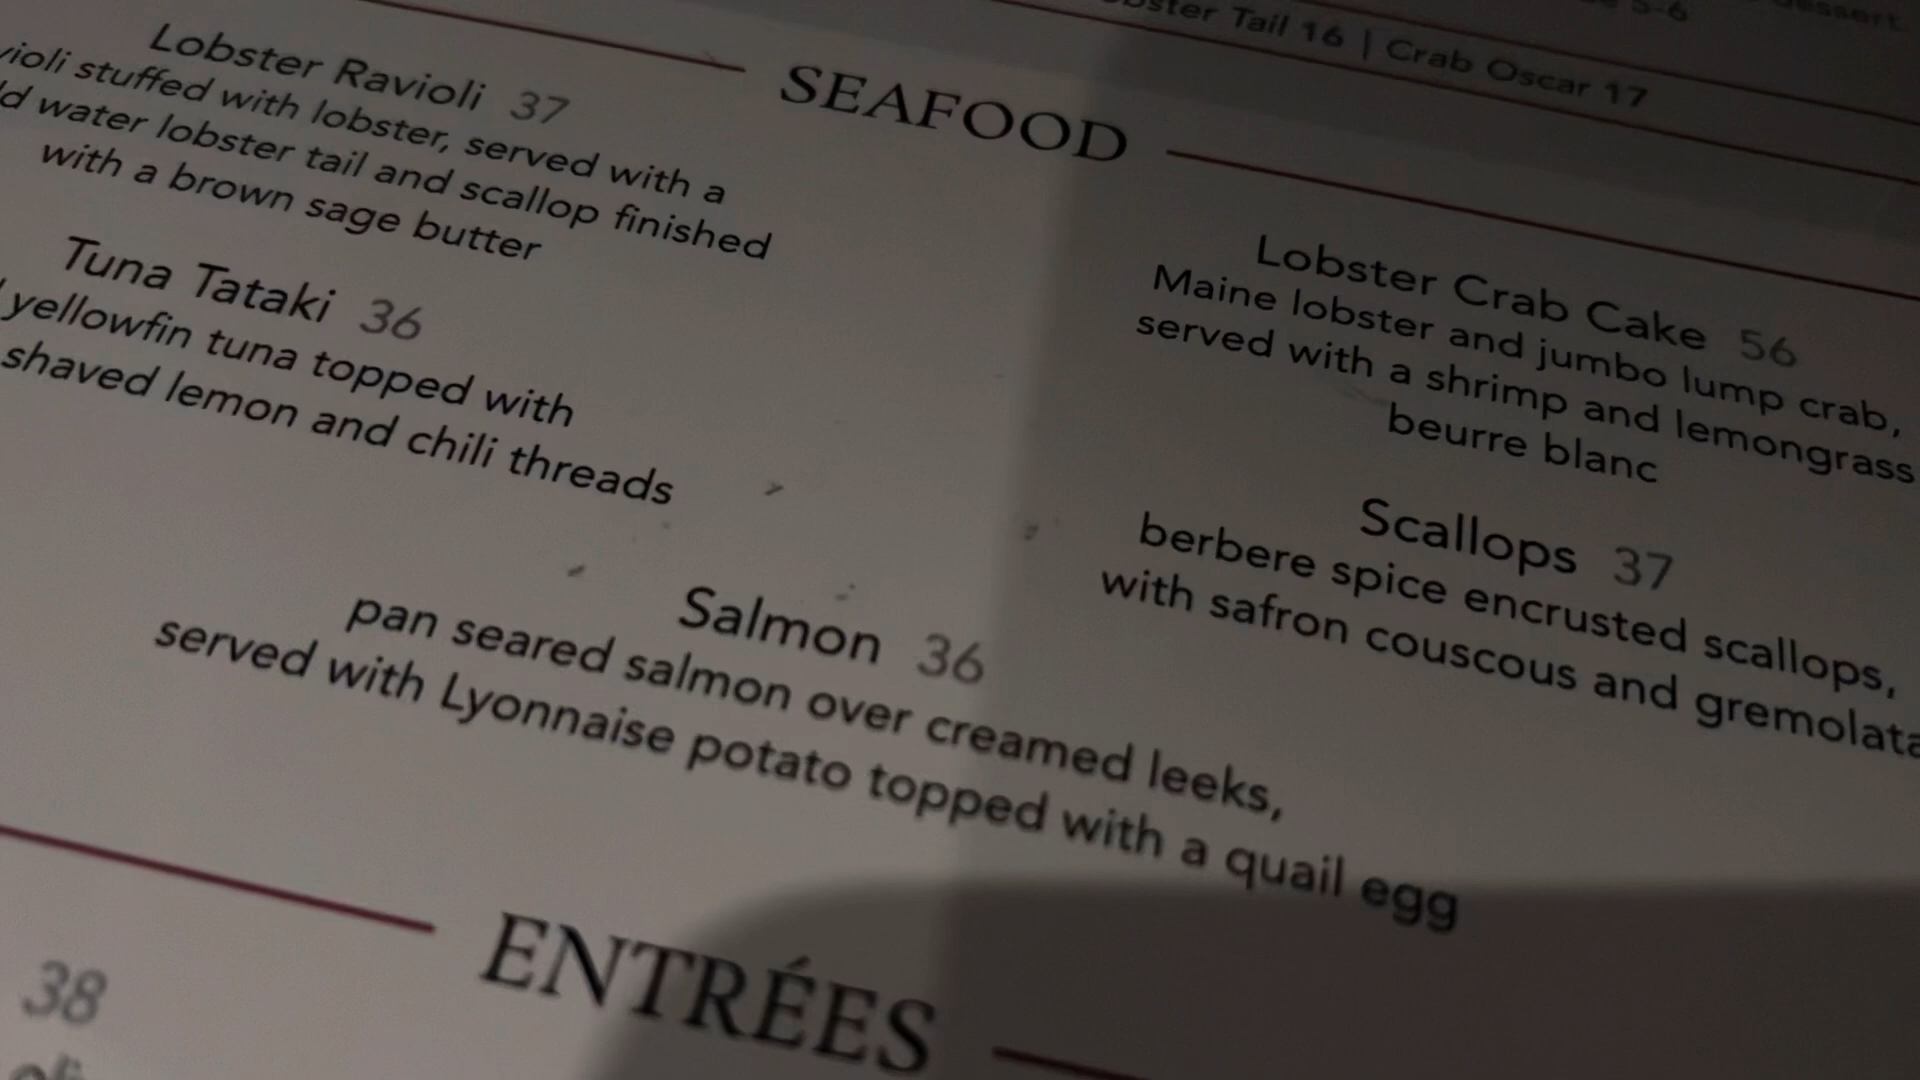 Tail 16 | Crab Oscar 17
SEAFOOD
Lobster Ravioli 37
stuffed with lobster, served with a
water lobster tail and scallop finished
with a brown sage butter
Tuna Tataki 36
yellowfin tuna topped with
shaved lemon and chili threads
Lobster Crab Cake 56
Maine lobster and jumbo lump crab,
served with a shrimp and lemongrass
beurre blanc
Scallops 37
berbere spice encrusted scallops,
with safron couscous and gremolata
Salmon 36
pan seared salmon over creamed leeks,
served with Lyonnaise potato topped with a quail egg
ENTRÉES
38